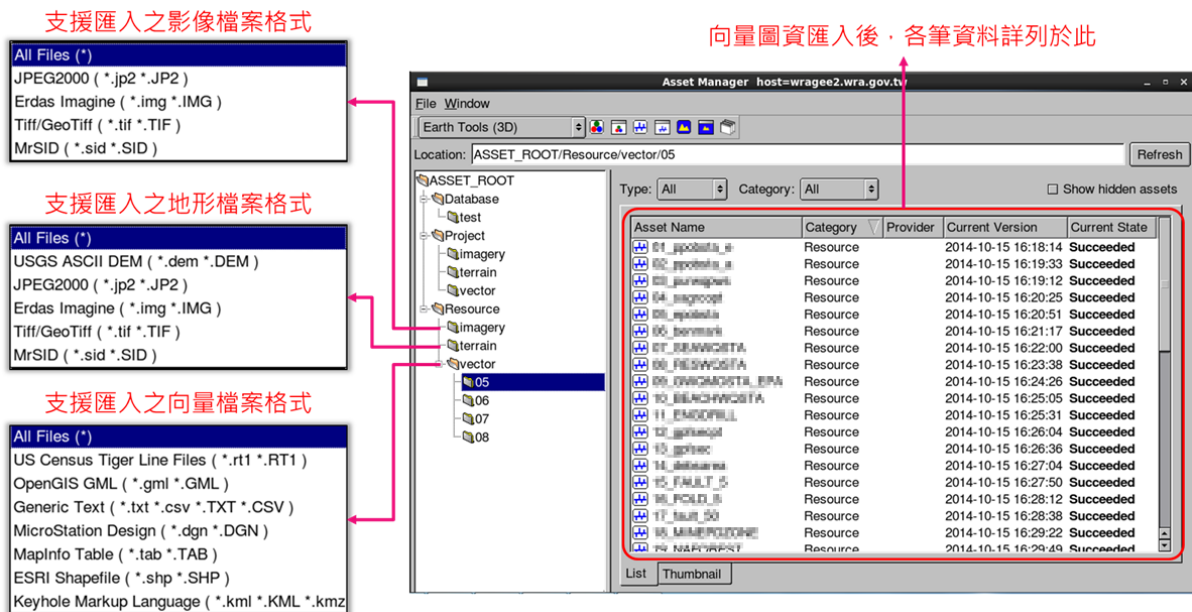 支援匯入之影像檔案格式
All Files (*)
JPEG2000 ( *.jp2 *.JP2 )
Erdas Imagine ( *.img *.IMG )
Tiff/GeoTiff ( *.tif *.TIF )
MrSID ( *.sid *.SID )
支援匯入之地形檔案格式
All Files (*)
USGS ASCII DEM ( *.dem *.DEM )
JPEG2000 ( *.jp2 *.JP2 )
Erdas Imagine ( *.img *.IMG )
Tiff/GeoTiff ( *.tif *.TIF )
MrSID ( *.sid *.SID )
支援匯入之向量檔案格式
All Files (*)
US Census Tiger Line Files ( *.rt1 *.RT1 )
OpenGIS GML ( *.gml *.GML )
Generic Text ( *.txt *.csv *.TXT *.CSV )
MicroStation Design ( *.dgn *.DGN )
MapInfo Table ( *.tab *.TAB )
ESRI Shapefile ( *.shp *.SHP )
Keyhole Markup Language ( *.kml *.KML *.kmz
向量圖資匯入後，各筆資料詳列於此
Asset Manager host=wragee2.wra.gov.tw
File Window
Earth Tools (3D)
Location: ASSET_ROOT/Resource/vector/05 Refresh
ASSET_ROOT
Database
test
Project
imagery
terrain
vector
Resource
imagery
terrain
vector
05
06
07
08
Type: All Category: All Show hidden assets
Asset Name Category Provider Current Version Current State
Resource 2014-10-15 16:18:14 Succeeded
Resource 2014-10-15 16:19:33 Succeeded
Resource 2014-10-15 16:19:12 Succeeded
Resource 2014-10-15 16:20:25 Succeeded
Resource 2014-10-15 16:20:51 Succeeded
Resource 2014-10-15 16:21:17 Succeeded
Resource 2014-10-15 16:22:00 Succeeded
Resource 2014-10-15 16:23:38 Succeeded
Resource 2014-10-15 16:24:26 Succeeded
Resource 2014-10-15 16:25:05 Succeeded
Resource 2014-10-15 16:25:31 Succeeded
Resource 2014-10-15 16:26:04 Succeeded
Resource 2014-10-15 16:26:36 Succeeded
Resource 2014-10-15 16:27:04 Succeeded
15_FAULT_5 Resource 2014-10-15 16:27:50 Succeeded
Resource 2014-10-15 16:28:12 Succeeded
17_fault_50 Resource 2014-10-15 16:28:38 Succeeded
Resource 2014-10-15 16:29:22 Succeeded
Resource 2014-10-15 16:29:49 Succeeded
List Thumbnail